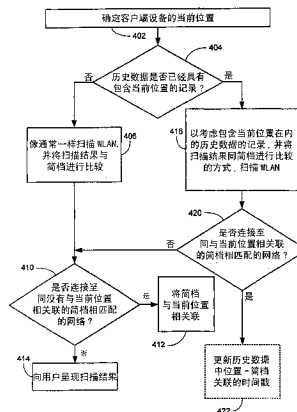 确定客户端设备的当前位置
402
404
历史数据是否已经具有
包含当前位置的记录？
否
是
像通常一样扫描WLAN,
并将扫描结果与
简档进行比较
406
416
以考虑包含当前位置在内
的历史数据的记录，并将
扫描结果同简档进行比较
的方式，扫描WLAN
420
是否连接至
同与当前位置相关联
的简档相匹配的网络？
否
是
410
是否连接至
同没有与当前位置
相关联的简档相匹配
的网络？
是
否
将简档
与当前位置
相关联
412
414
向用户呈现扫描结果
更新历史数据
中位置-简档
关联的时间戳
422